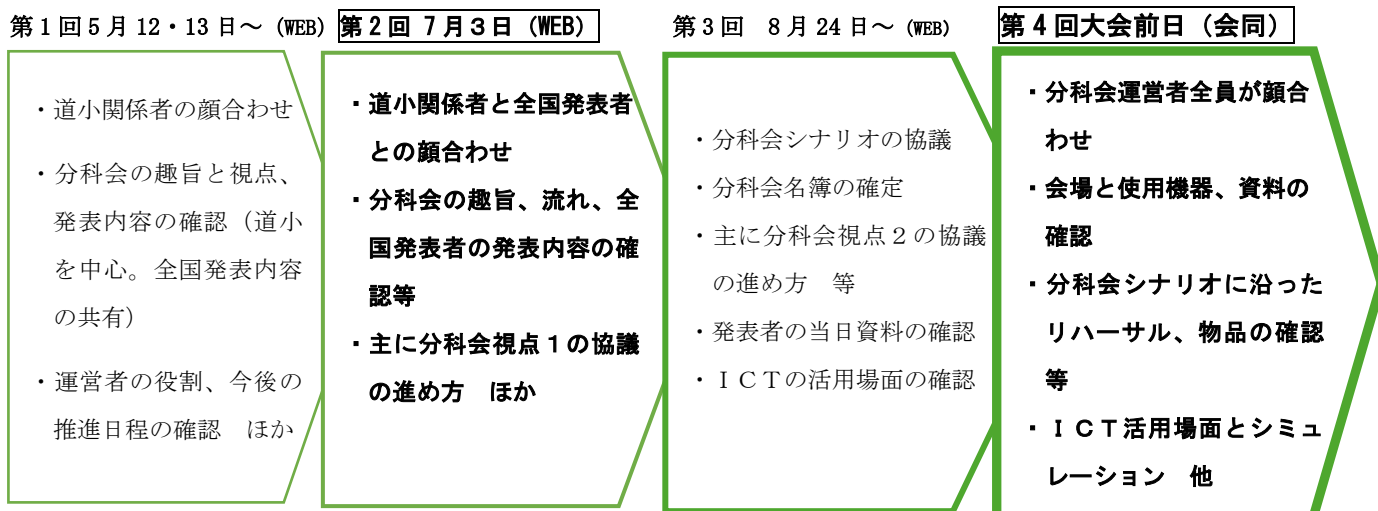 第１回５月 12・13 日～（WEB）
・道小関係者の顔合わせ
・分科会の趣旨と視点、
発表内容の確認（道小
を中心。全国発表内容
の共有）
・運営者の役割、今後の
推進日程の確認　ほか
第２回 ７月３日（WEB）
・道小関係者と全国発表者
との顔合わせ
・分科会の趣旨、流れ、全
国発表者の発表内容の確
認等
・主に分科会視点１の協議
の進め方　ほか
第３回　８月 24 日～（WEB）
・分科会シナリオの協議
・分科会名簿の確定
・主に分科会視点２の協議
の進め方　等
・発表者の当日資料の確認
・ＩＣＴの活用場面の確認
第４回大会前日（会同）
・分科会運営者全員が顔合
わせ
・会場と使用機器、資料の
確認
・分科会シナリオに沿った
リハーサル、物品の確認
等
・ＩＣＴ活用場面とシミュ
レーション　他